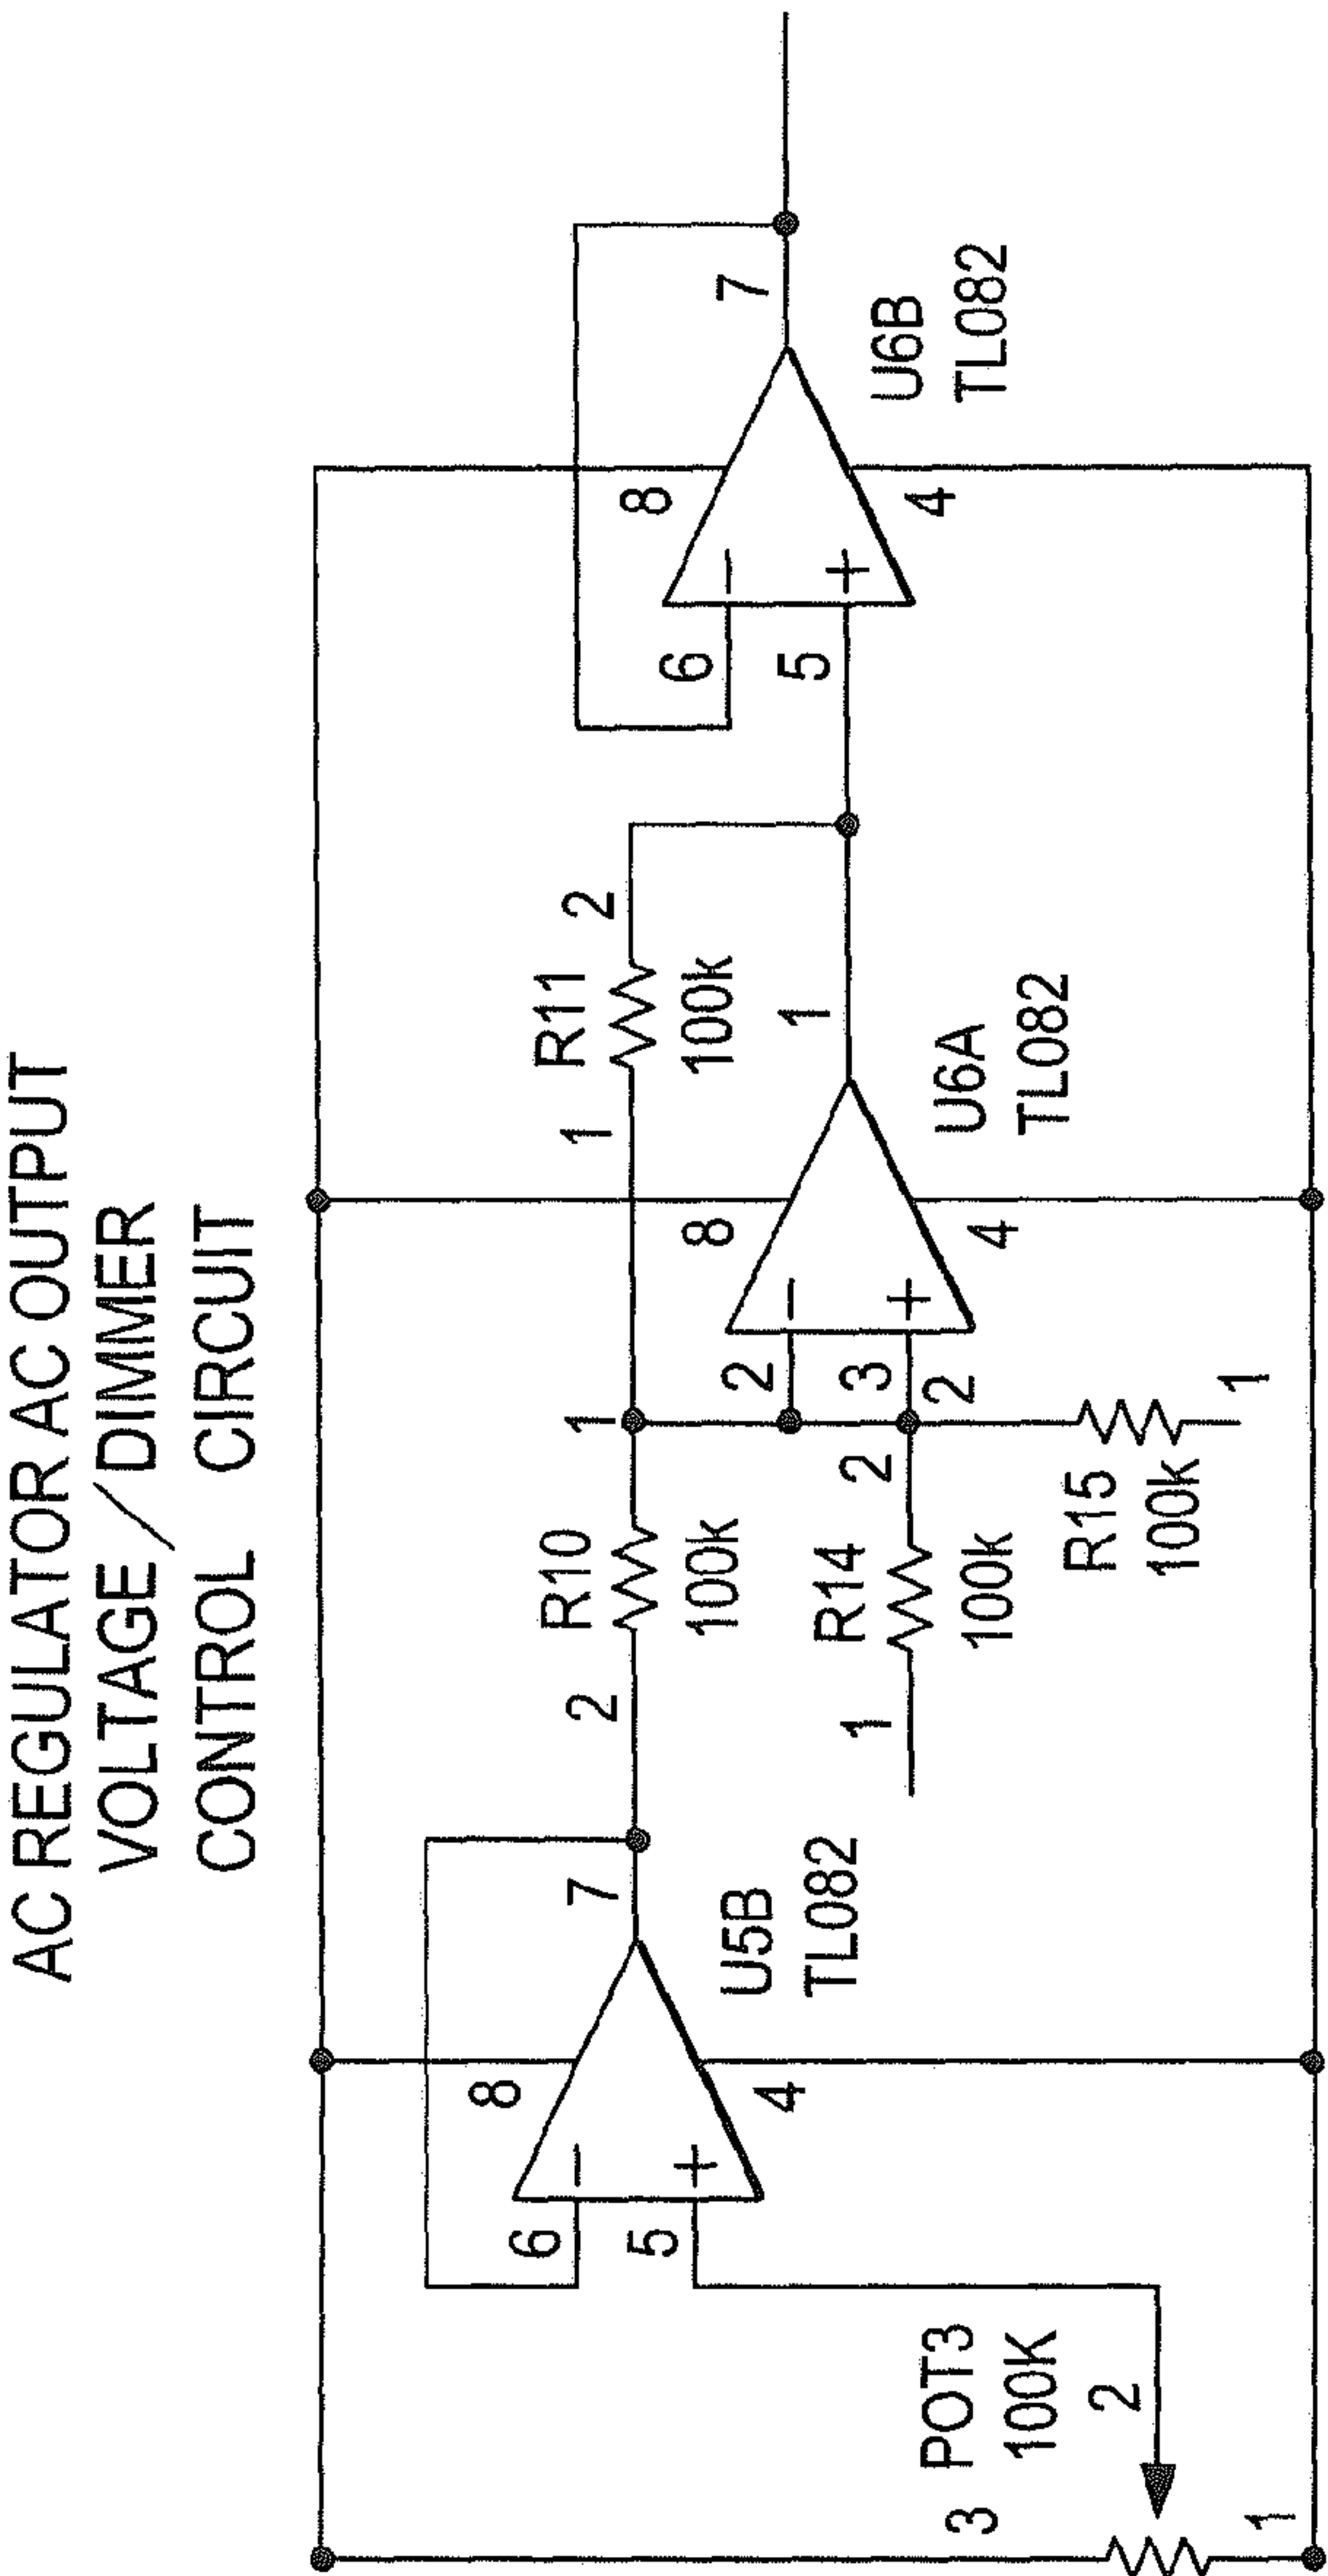 AC REGULATOR AC OUTPUT
VOLTAGE / DIMMER
CONTROL CIRCUIT
POT3
100K
3
2
1
6
5
8
4
7
U5B
TL082
2
R10
100k
1
1
R14
100k
2
2
R15
100k
1
2
3
8
4
1
U6A
TL082
1
R11
100k
2
6
5
8
4
7
U6B
TL082
−
+
−
+
−
+